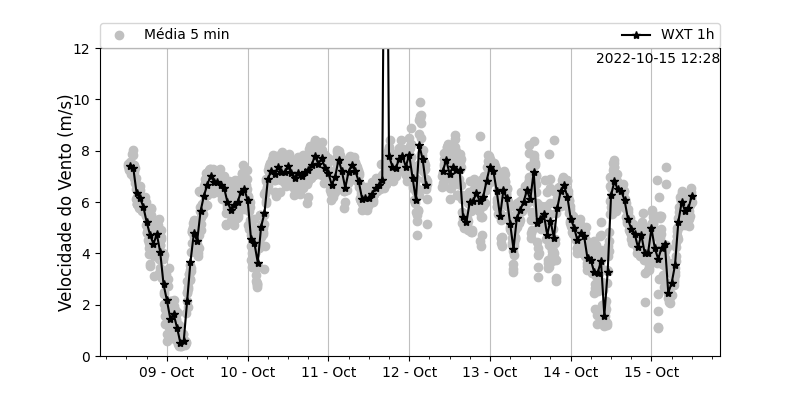 Média 5 min
WXT 1h
2022-10-15 12:28
Velocidade do Vento (m/s)
12
10
8
6
4
2
0
09 - Oct
10 - Oct
11 - Oct
12 - Oct
13 - Oct
14 - Oct
15 - Oct